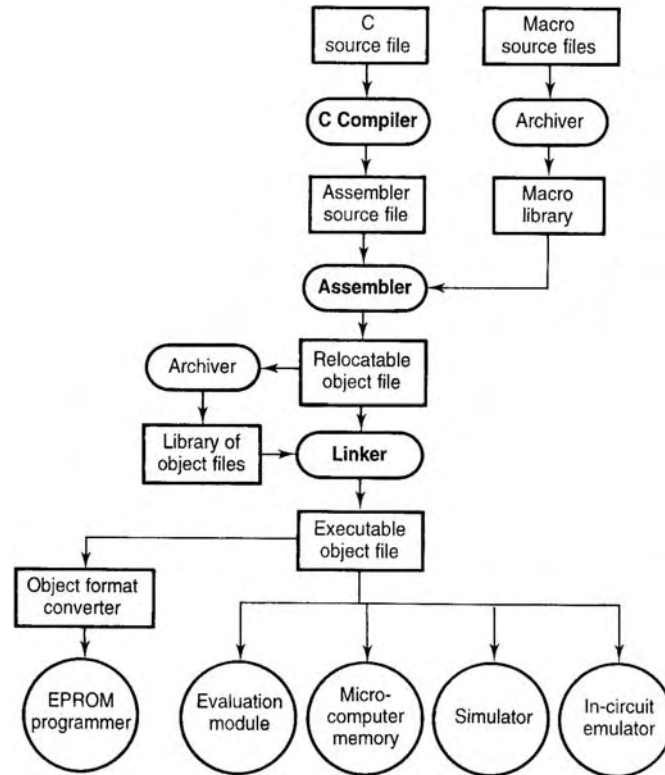 C
source file
Macro
source files
C Compiler
Archiver
Assembler
source file
Macro
library
Assembler
Archiver
Relocatable
object file
Library of
object files
Linker
Executable
object file
Object format
converter
EPROM
programmer
Evaluation
module
Micro-
computer
memory
Simulator
In-circuit
emulator